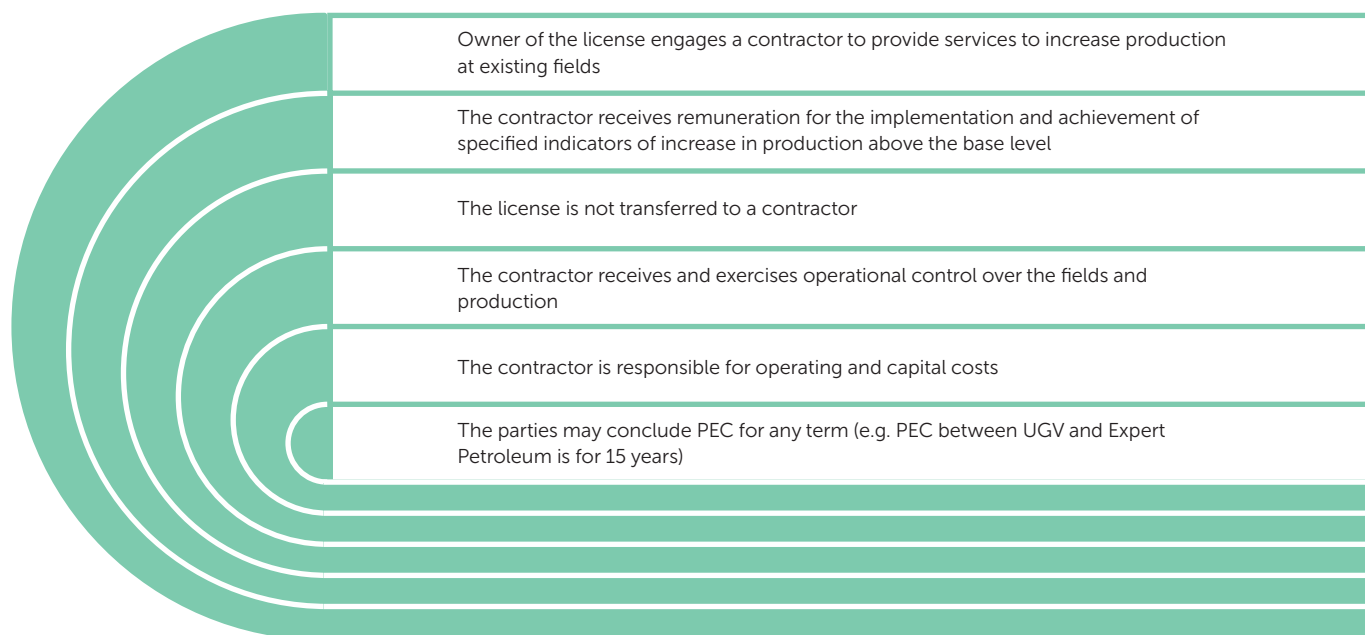 Owner of the license engages a contractor to provide services to increase production
at existing fields
The contractor receives remuneration for the implementation and achievement of
specified indicators of increase in production above the base level
The license is not transferred to a contractor
The contractor receives and exercises operational control over the fields and
production
The contractor is responsible for operating and capital costs
The parties may conclude PEC for any term (e.g. PEC between UGV and Expert
Petroleum is for 15 years)